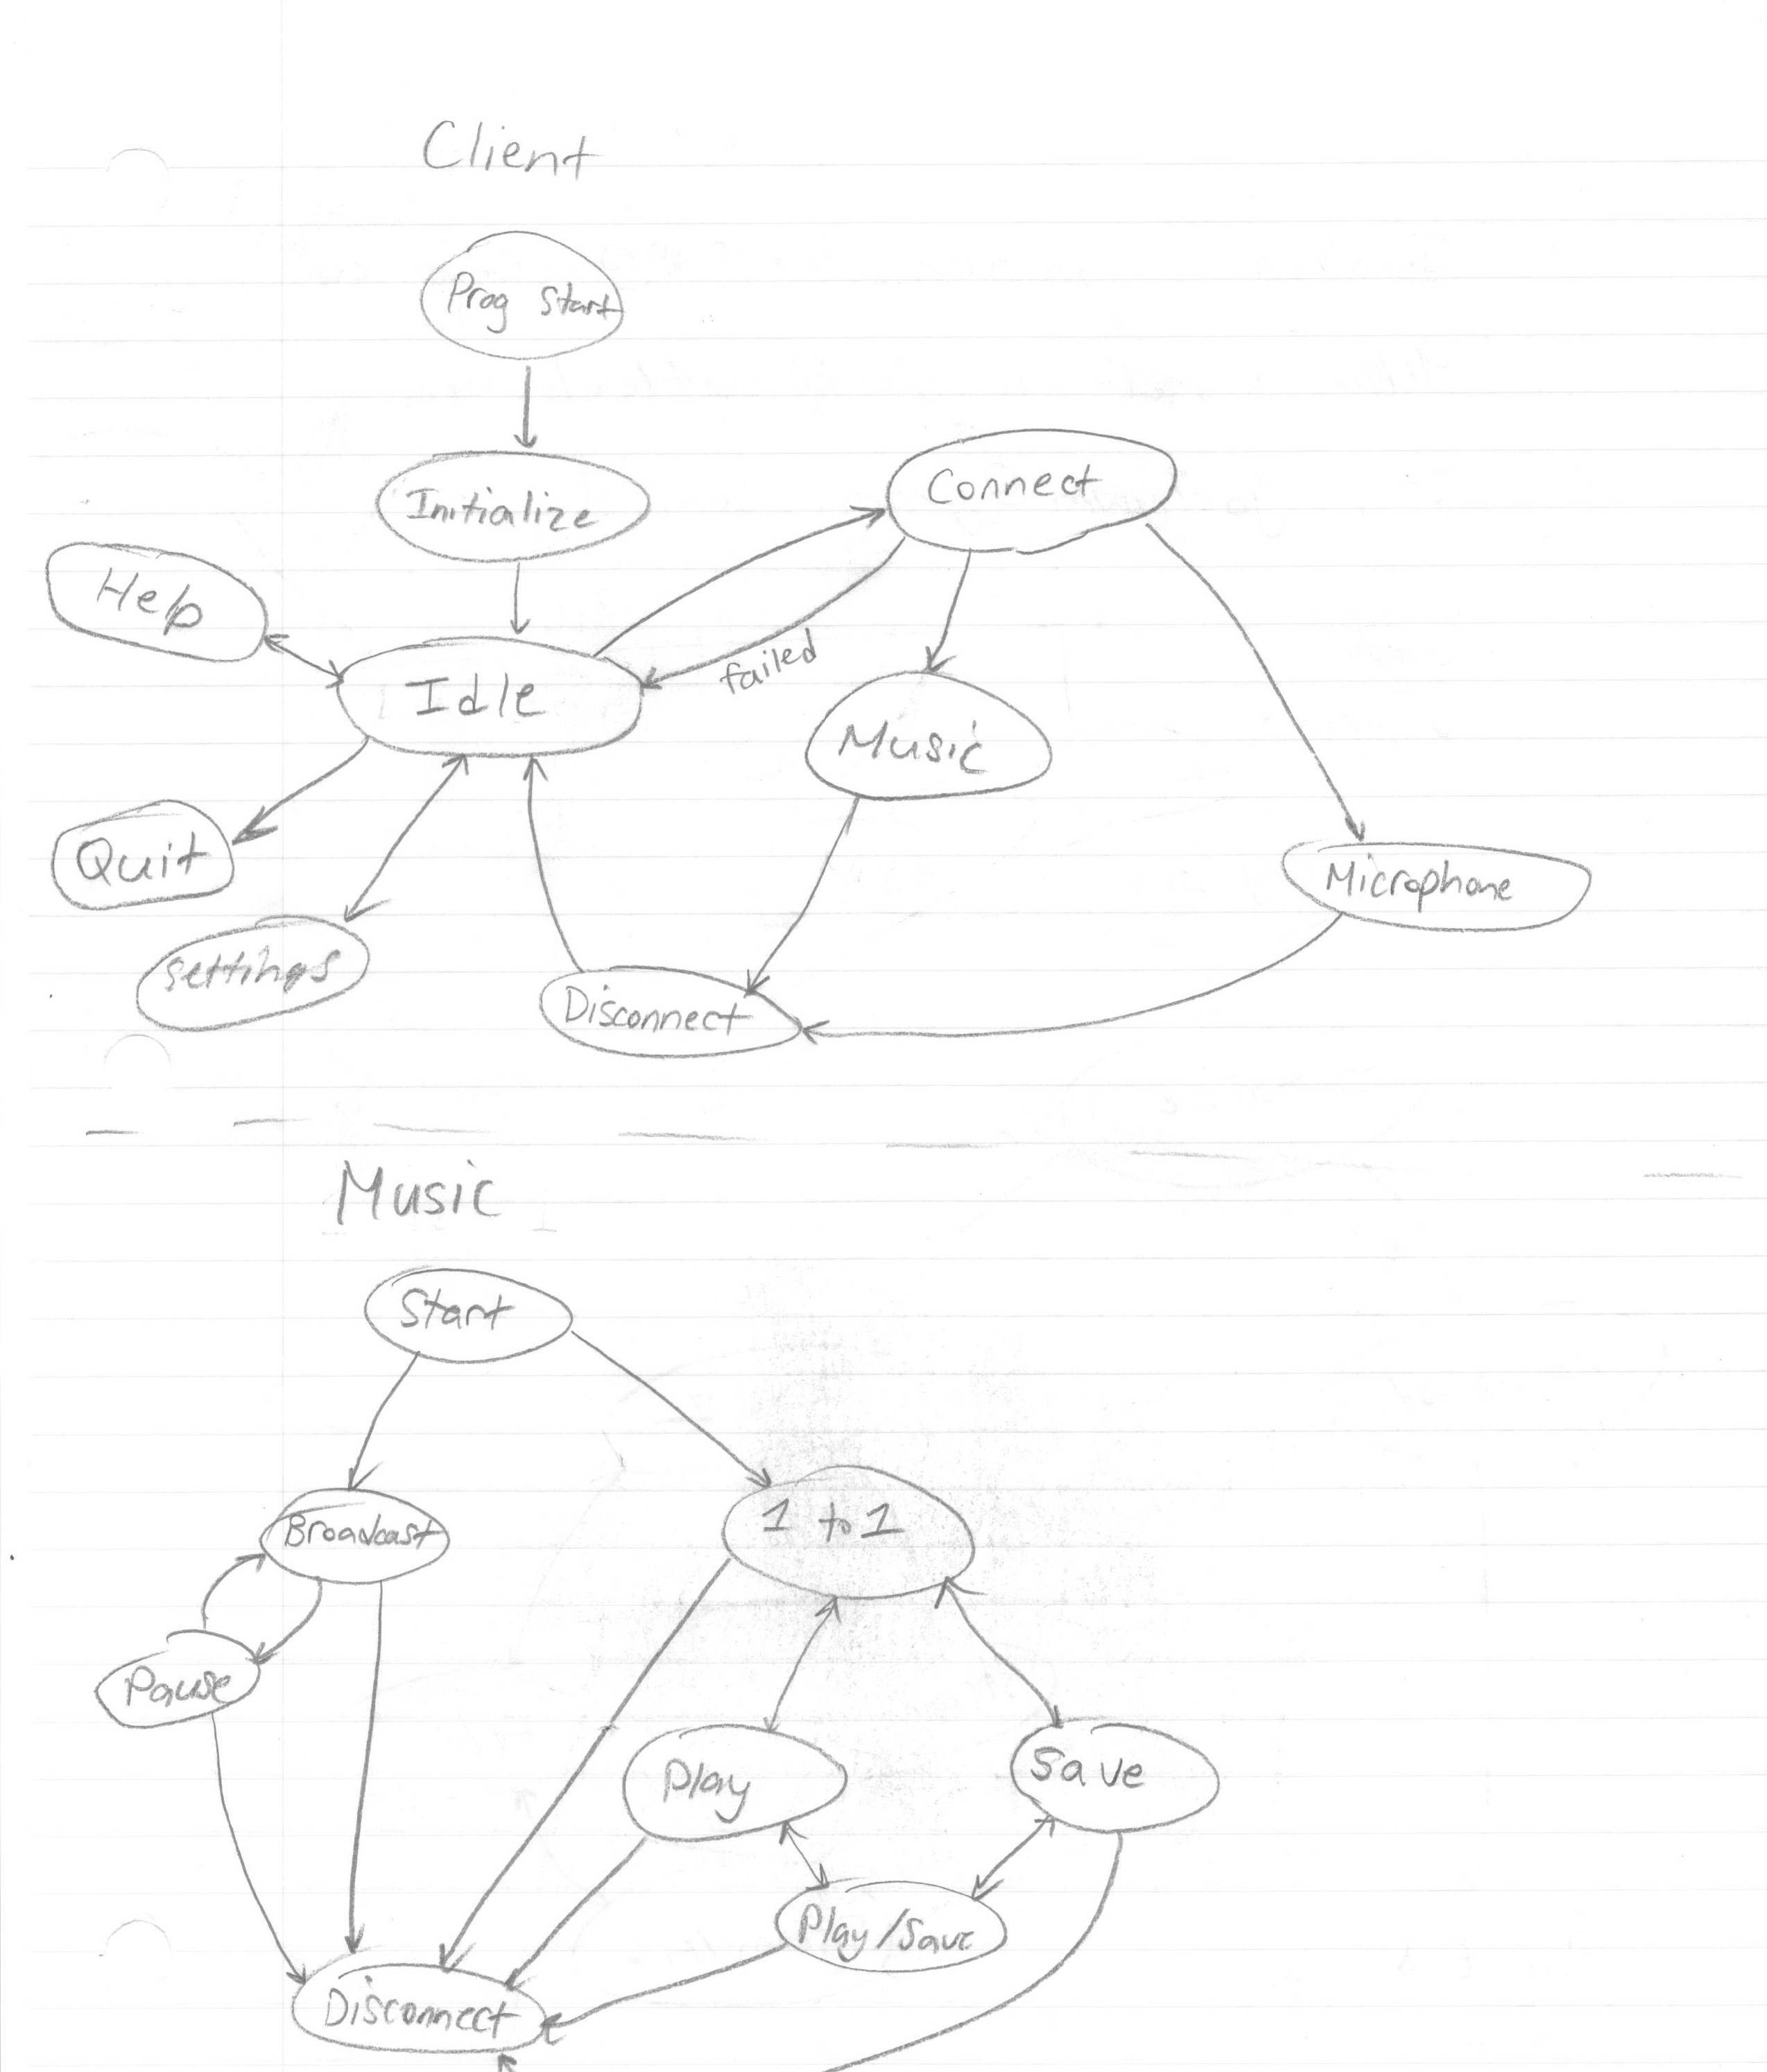 Client
Prog Start
Initialize
Connect
Help
Idle
failed
Music
Quit
Microphone
settings
Disconnect
Music
Start
Broadcast
1 to 1
Pause
Play
Save
Play/Save
Disconnect